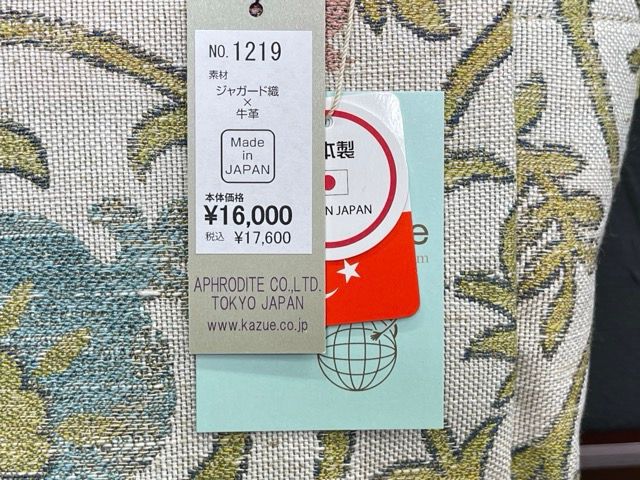 NO. 1219
素材
ジャガード織
×
牛革
Made
in
JAPAN
本体価格
¥16,000
税込 ¥17,600
APHRODITE CO.,LTD.
TOKYO JAPAN
www.kazue.co.jp
本製
IN JAPAN
e
m